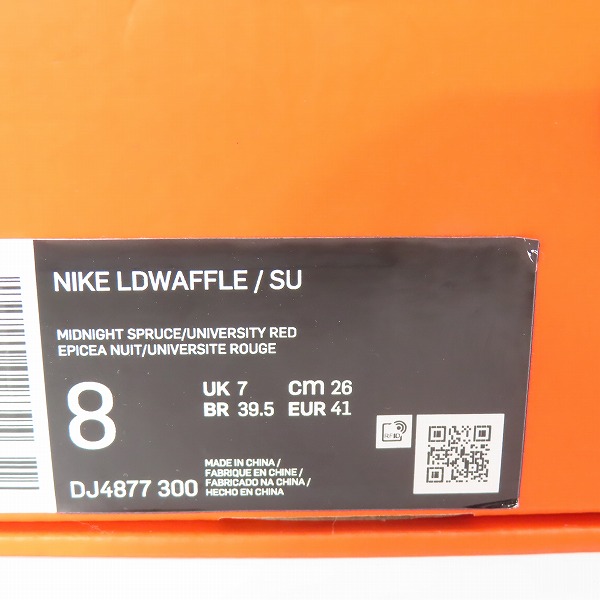 NIKE LDWAFFLE / SU
MIDNIGHT SPRUCE/UNIVERSITY RED
EPICEA NUIT/UNIVERSITE ROUGE
8
UK 7 cm 26
BR 39.5 EUR 41
RFID
DJ4877 300
MADE IN CHINA /
FABRIQUE EN CHINE /
FABRICADO NA CHINA /
HECHO EN CHINA